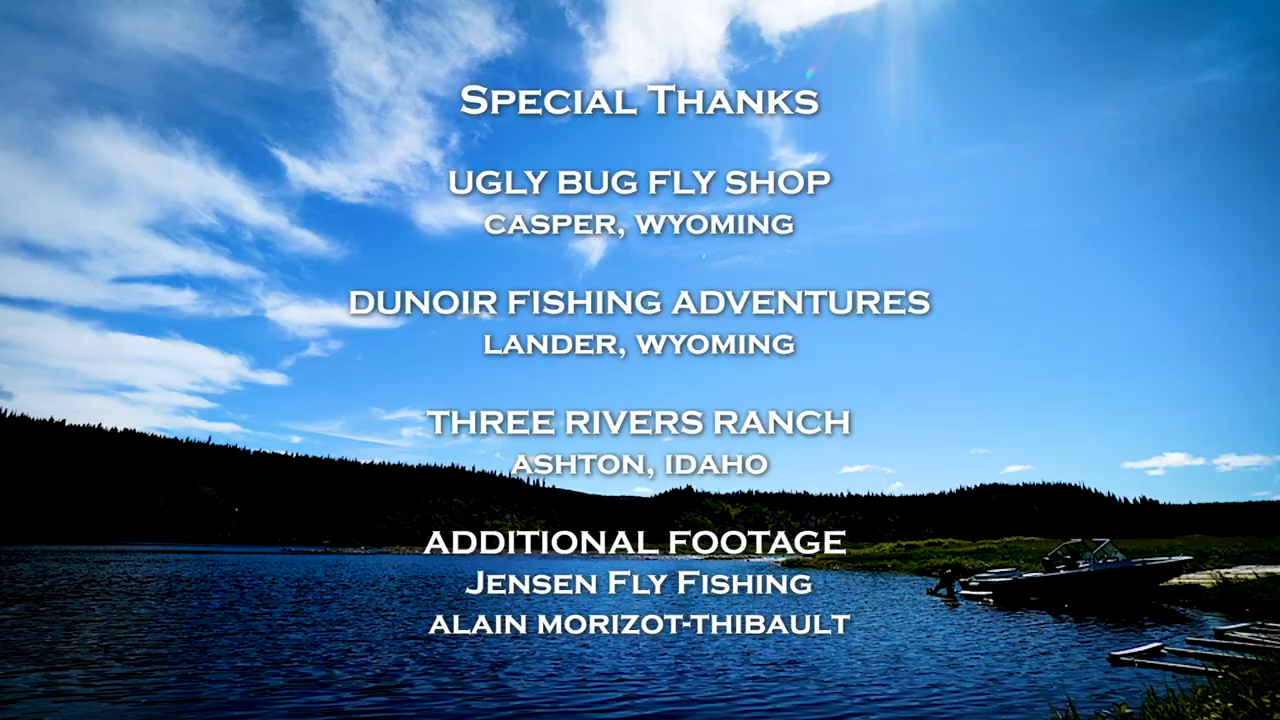 Special Thanks
UGLY BUG FLY SHOP
CASPER, WYOMING
DUNOIR FISHING ADVENTURES
LANDER, WYOMING
THREE RIVERS RANCH
ASHTON, IDAHO
ADDITIONAL FOOTAGE
Jensen Fly Fishing
ALAIN MORIZOT-THIBAULT